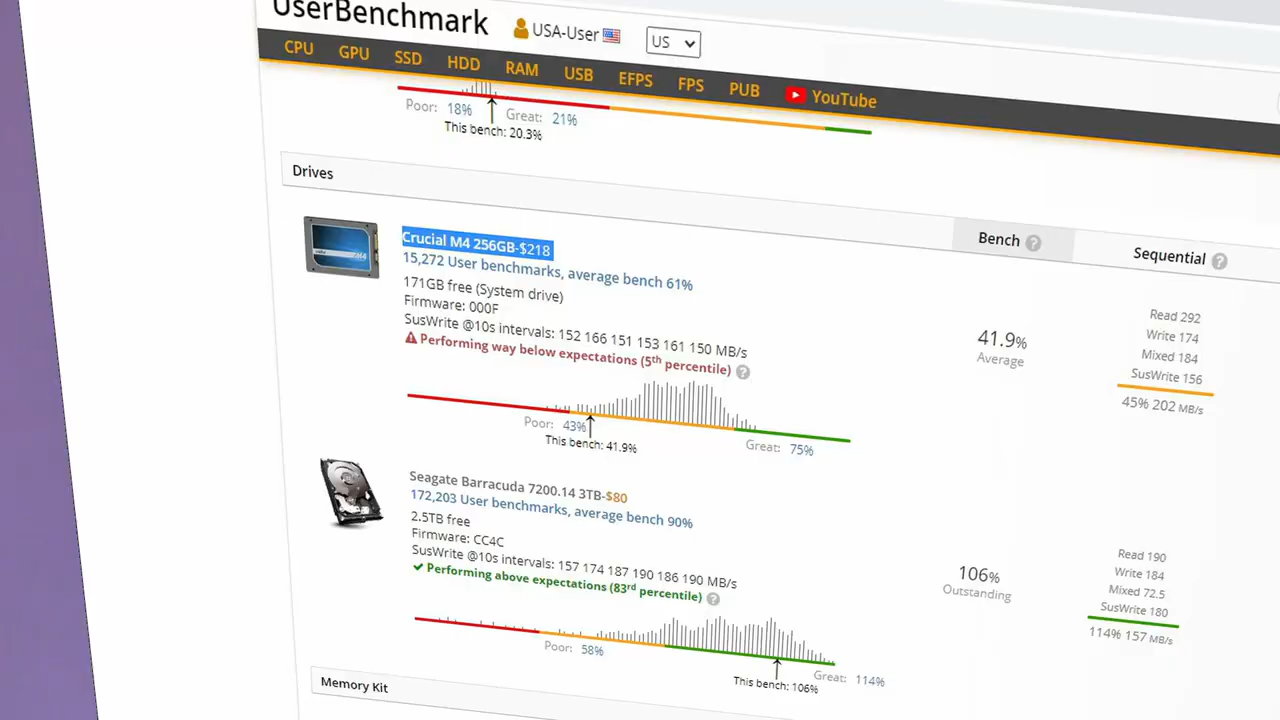 UserBenchmark
USA-User
US
CPU GPU SSD HDD RAM USB EFPS FPS PUB YouTube
Poor: 18% Great: 21%
This bench: 20.3%
Drives
Bench ? Sequential ?
Crucial M4 256GB-$218
15,272 User benchmarks, average bench 61%
171GB free (System drive)
Firmware: 000F
SusWrite @10s intervals: 152 166 151 153 161 150 MB/s
Performing way below expectations (5th percentile) ?
Poor: 43%
This bench: 41.9%
Great: 75%
41.9%
Average
Read 292
Write 174
Mixed 184
SusWrite 156
45% 202 MB/s
M4
Seagate Barracuda 7200.14 3TB-$80
172,203 User benchmarks, average bench 90%
2.5TB free
Firmware: CC4C
SusWrite @10s intervals: 157 174 187 190 186 190 MB/s
Performing above expectations (83rd percentile) ?
Poor: 58%
This bench: 106%
Great: 114%
106%
Outstanding
Read 190
Write 184
Mixed 72.5
SusWrite 180
114% 157 MB/s
Memory Kit